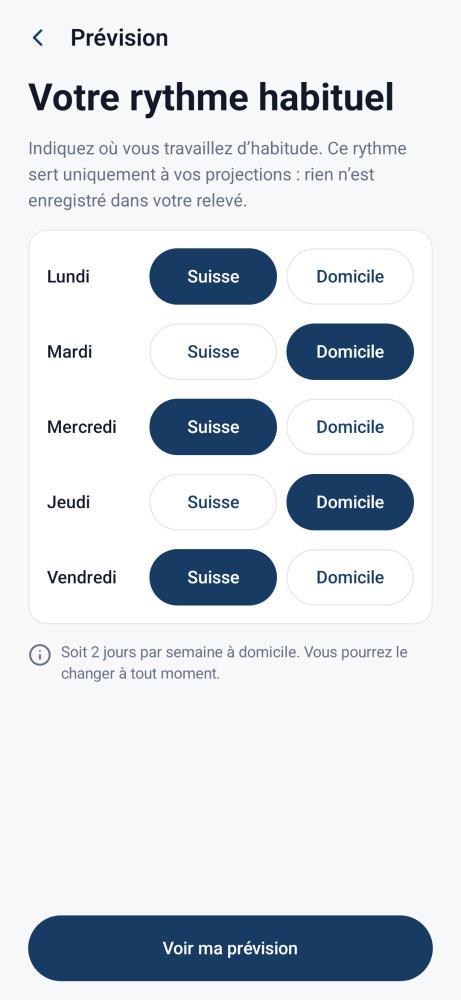 Prévision
Votre rythme habituel
Indiquez où vous travaillez d’habitude. Ce rythme
sert uniquement à vos projections : rien n’est
enregistré dans votre relevé.
Lundi Suisse Domicile
Mardi Suisse Domicile
Mercredi Suisse Domicile
Jeudi Suisse Domicile
Vendredi Suisse Domicile
Soit 2 jours par semaine à domicile. Vous pourrez le
changer à tout moment.
Voir ma prévision